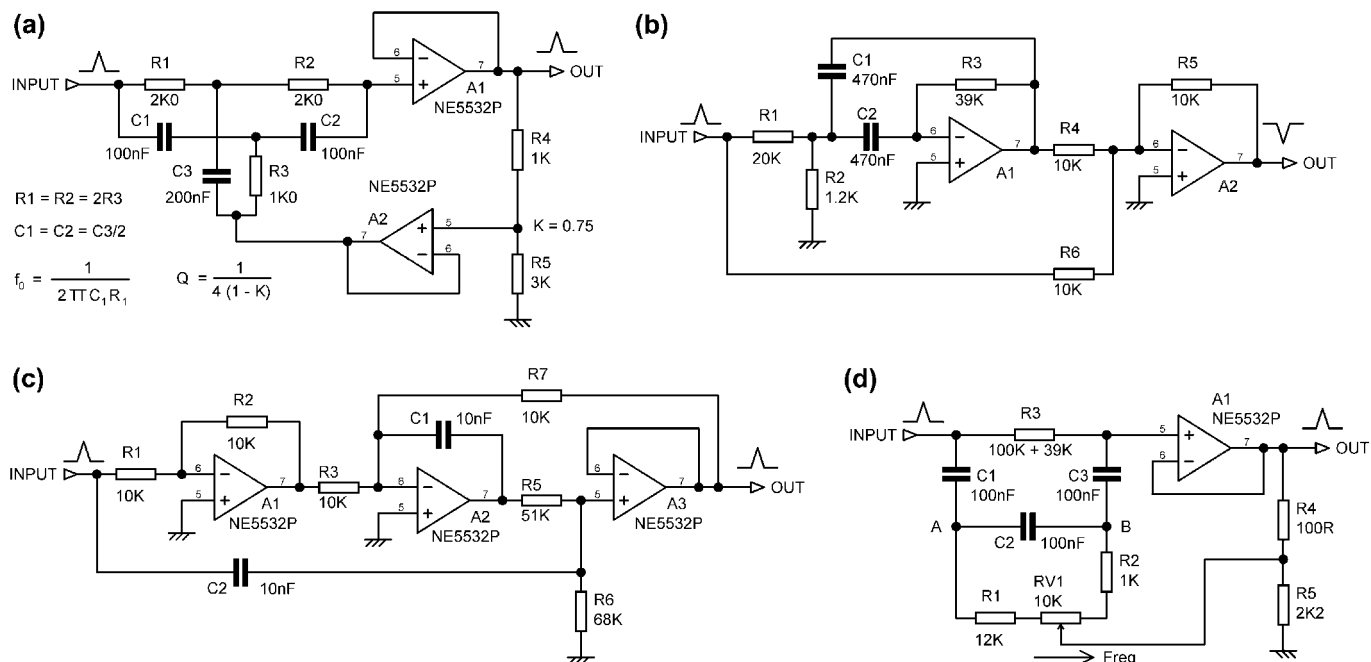 (a)
INPUT
R1
2K0
R2
2K0
C1
100nF
C2
100nF
C3
200nF
R3
1K0
6
5
7
A1
NE5532P
OUT
R4
1K
NE5532P
A2
7
5
6
K = 0.75
R5
3K
R1 = R2 = 2R3
C1 = C2 = C3/2
f0 = 1 / 2TTC1R1
Q = 1 / 4 (1 - K)
(b)
INPUT
R1
20K
R2
1.2K
C1
470nF
C2
470nF
R3
39K
6
5
7
A1
R4
10K
R5
10K
6
5
7
A2
OUT
R6
10K
(c)
INPUT
R1
10K
R2
10K
6
5
7
A1
NE5532P
R3
10K
C1
10nF
R7
10K
6
5
7
A2
NE5532P
R5
51K
6
5
7
A3
NE5532P
OUT
C2
10nF
R6
68K
(d)
INPUT
R3
100K + 39K
C1
100nF
C3
100nF
A1
NE5532P
5
6
7
OUT
A
B
C2
100nF
R4
100R
R2
1K
R1
12K
RV1
10K
R5
2K2
Freq